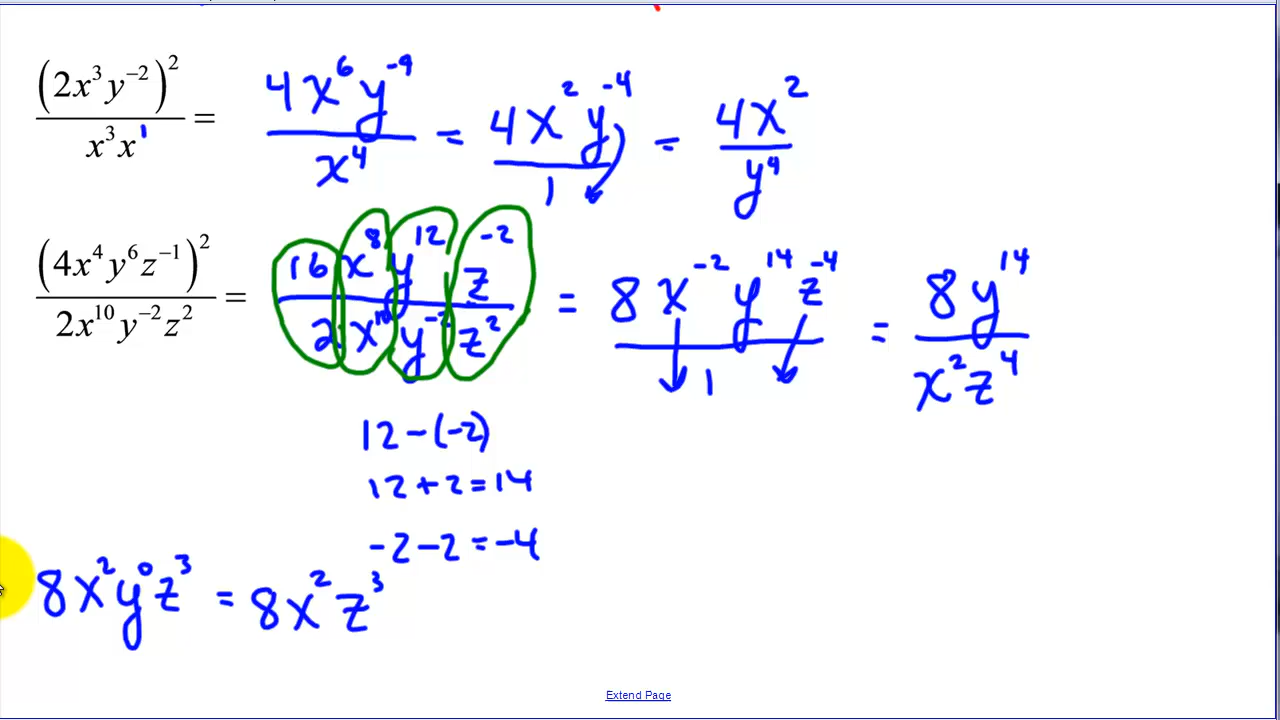 (2x³y⁻²)² / x³x¹ = 4x⁶y⁻⁴ / x⁴ = 4x²y⁻⁴ / 1 = 4x² / y⁴
(4x⁴y⁶z⁻¹)² / 2x¹⁰y⁻²z² = 16x⁸y¹²z⁻² / 2x¹⁰y⁻²z² = 8x⁻²y¹⁴z⁻⁴ / 1 = 8y¹⁴ / x²z⁴
12-(-2)
12+2=14
-2-2=-4
8x²y⁰z³ = 8x²z³
Extend Page